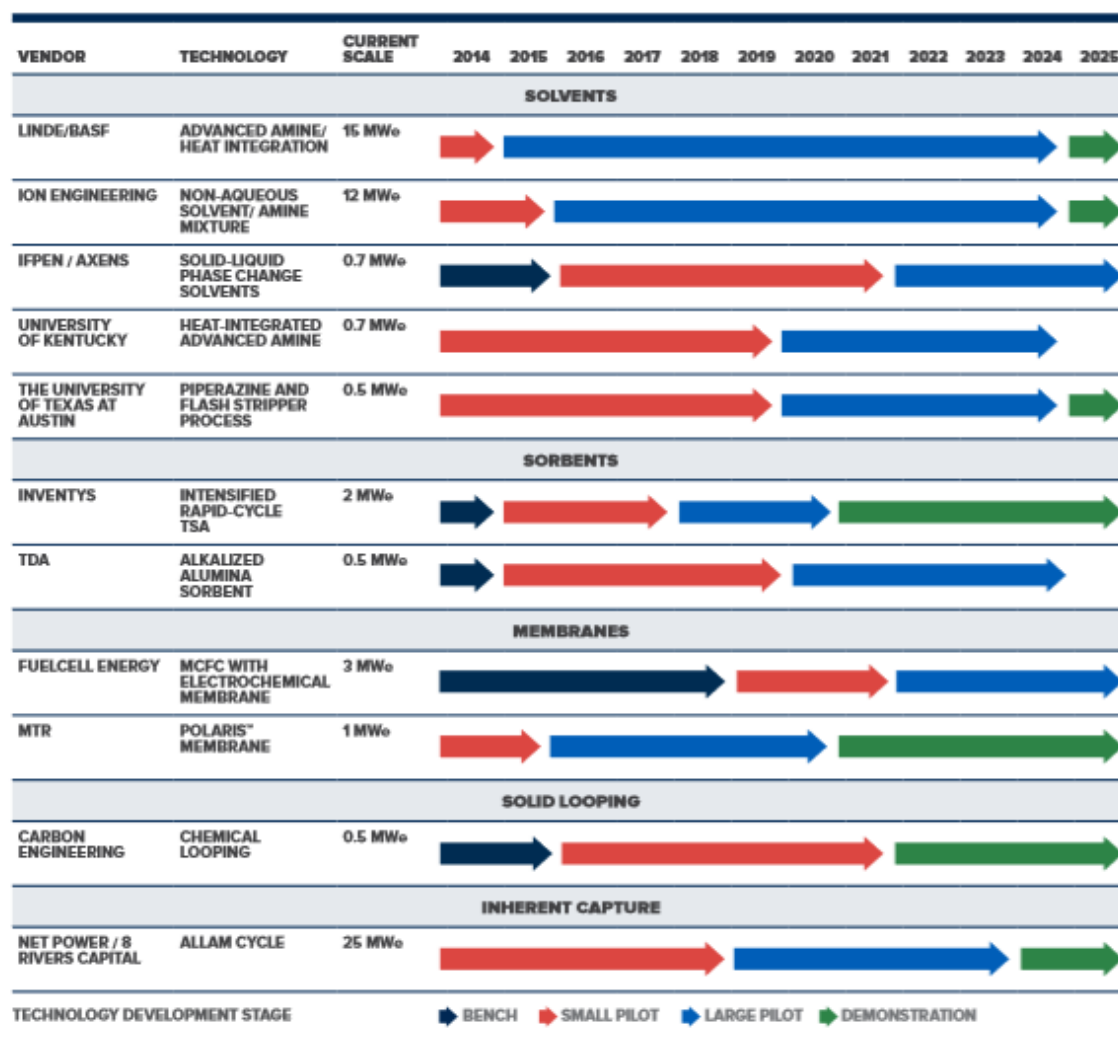 VENDOR TECHNOLOGY CURRENT SCALE 2014 2015 2016 2017 2018 2019 2020 2021 2022 2023 2024 2025
SOLVENTS
LINDE/BASF ADVANCED AMINE/ 15 MWe
HEAT INTEGRATION
ION ENGINEERING NON-AQUEOUS 12 MWe
SOLVENT/ AMINE
MIXTURE
IFPEN / AXENS SOLID-LIQUID 0.7 MWe
PHASE CHANGE
SOLVENTS
UNIVERSITY HEAT-INTEGRATED 0.7 MWe
OF KENTUCKY ADVANCED AMINE
THE UNIVERSITY PIPERAZINE AND 0.5 MWe
OF TEXAS AT FLASH STRIPPER
AUSTIN PROCESS
SORBENTS
INVENTYS INTENSIFIED 2 MWe
RAPID-CYCLE
TSA
TDA ALKALIZED 0.5 MWe
ALUMINA
SORBENT
MEMBRANES
FUELCELL ENERGY MCFC WITH 3 MWe
ELECTROCHEMICAL
MEMBRANE
MTR POLARIS™ 1 MWe
MEMBRANE
SOLID LOOPING
CARBON CHEMICAL 0.5 MWe
ENGINEERING LOOPING
INHERENT CAPTURE
NET POWER / 8 ALLAM CYCLE 25 MWe
RIVERS CAPITAL
TECHNOLOGY DEVELOPMENT STAGE BENCH SMALL PILOT LARGE PILOT DEMONSTRATION